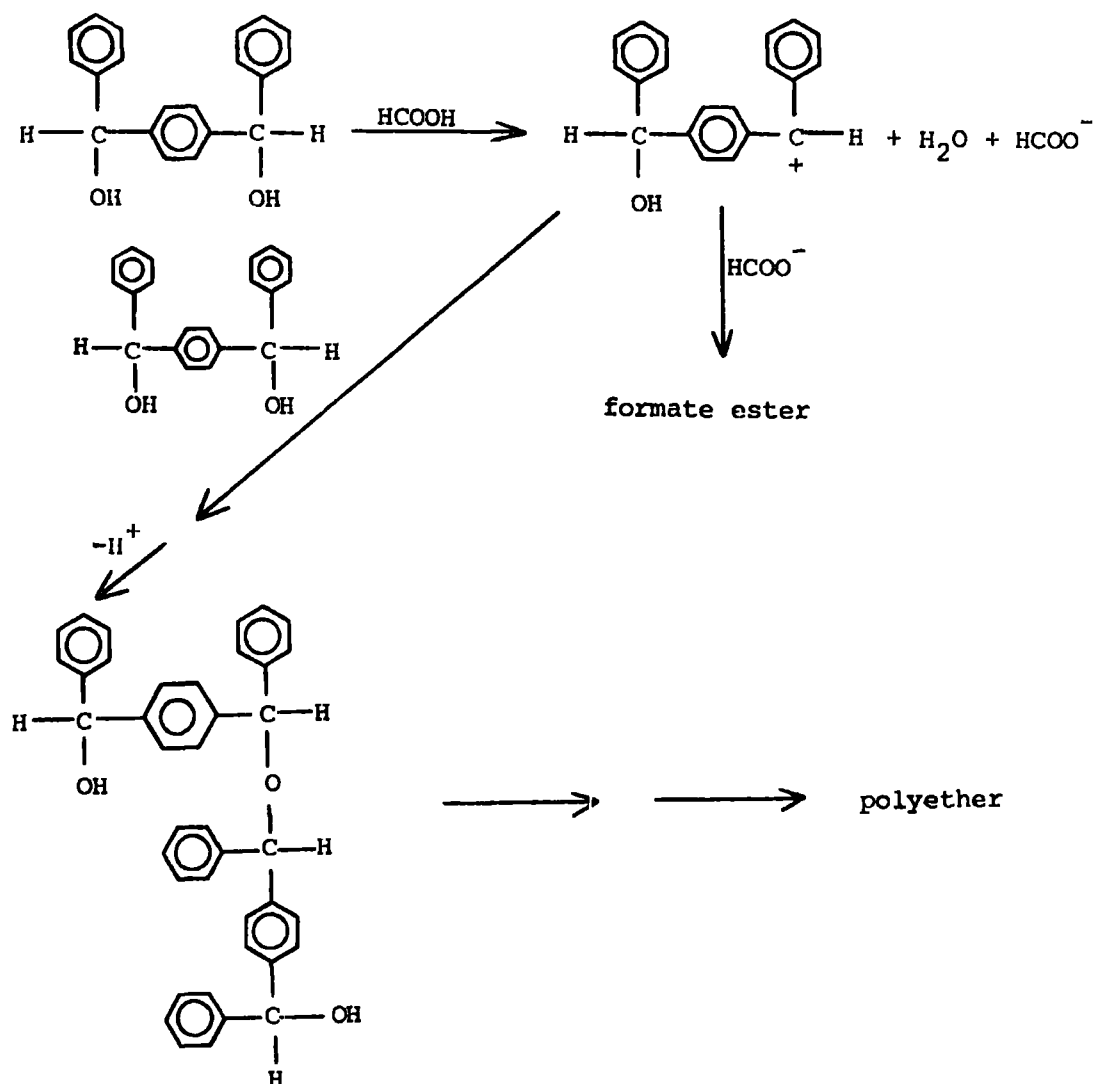 HCOOH
H C C H
OH OH
H C C H + H2O + HCOO−
+
OH
HCOO−
H C C H
OH OH
formate ester
−H+
H C C H
OH
O
polyether
C H
C OH
H